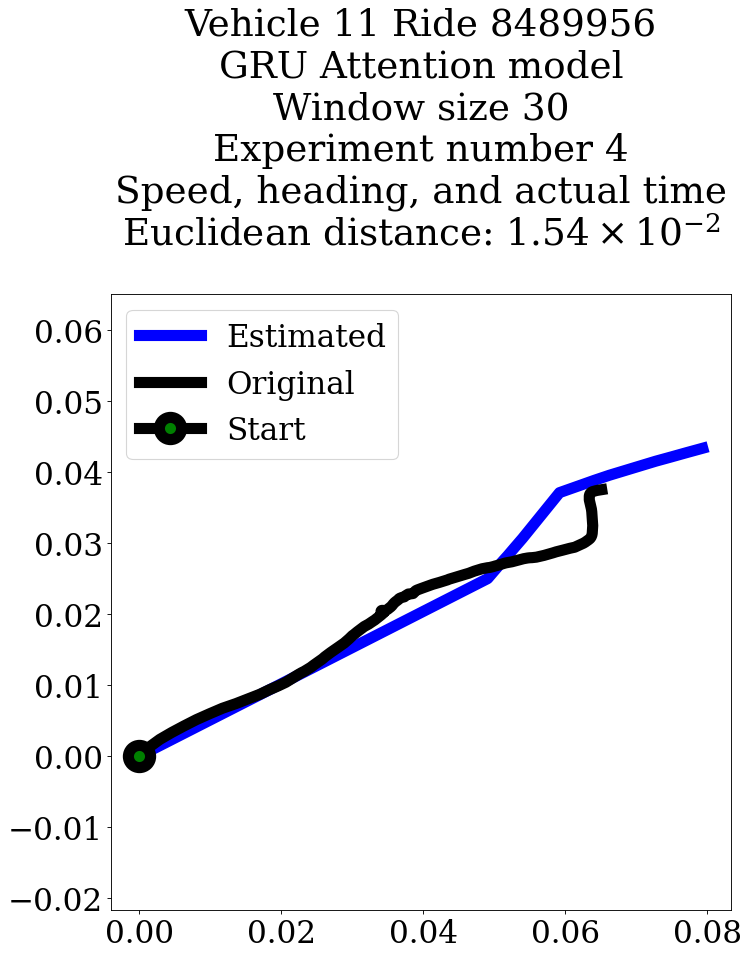 Vehicle 11 Ride 8489956
GRU Attention model
Window size 30
Experiment number 4
Speed, heading, and actual time
Euclidean distance: 1.54 × 10⁻²
Estimated
Original
Start
0.06
0.05
0.04
0.03
0.02
0.01
0.00
−0.01
−0.02
0.00 0.02 0.04 0.06 0.08